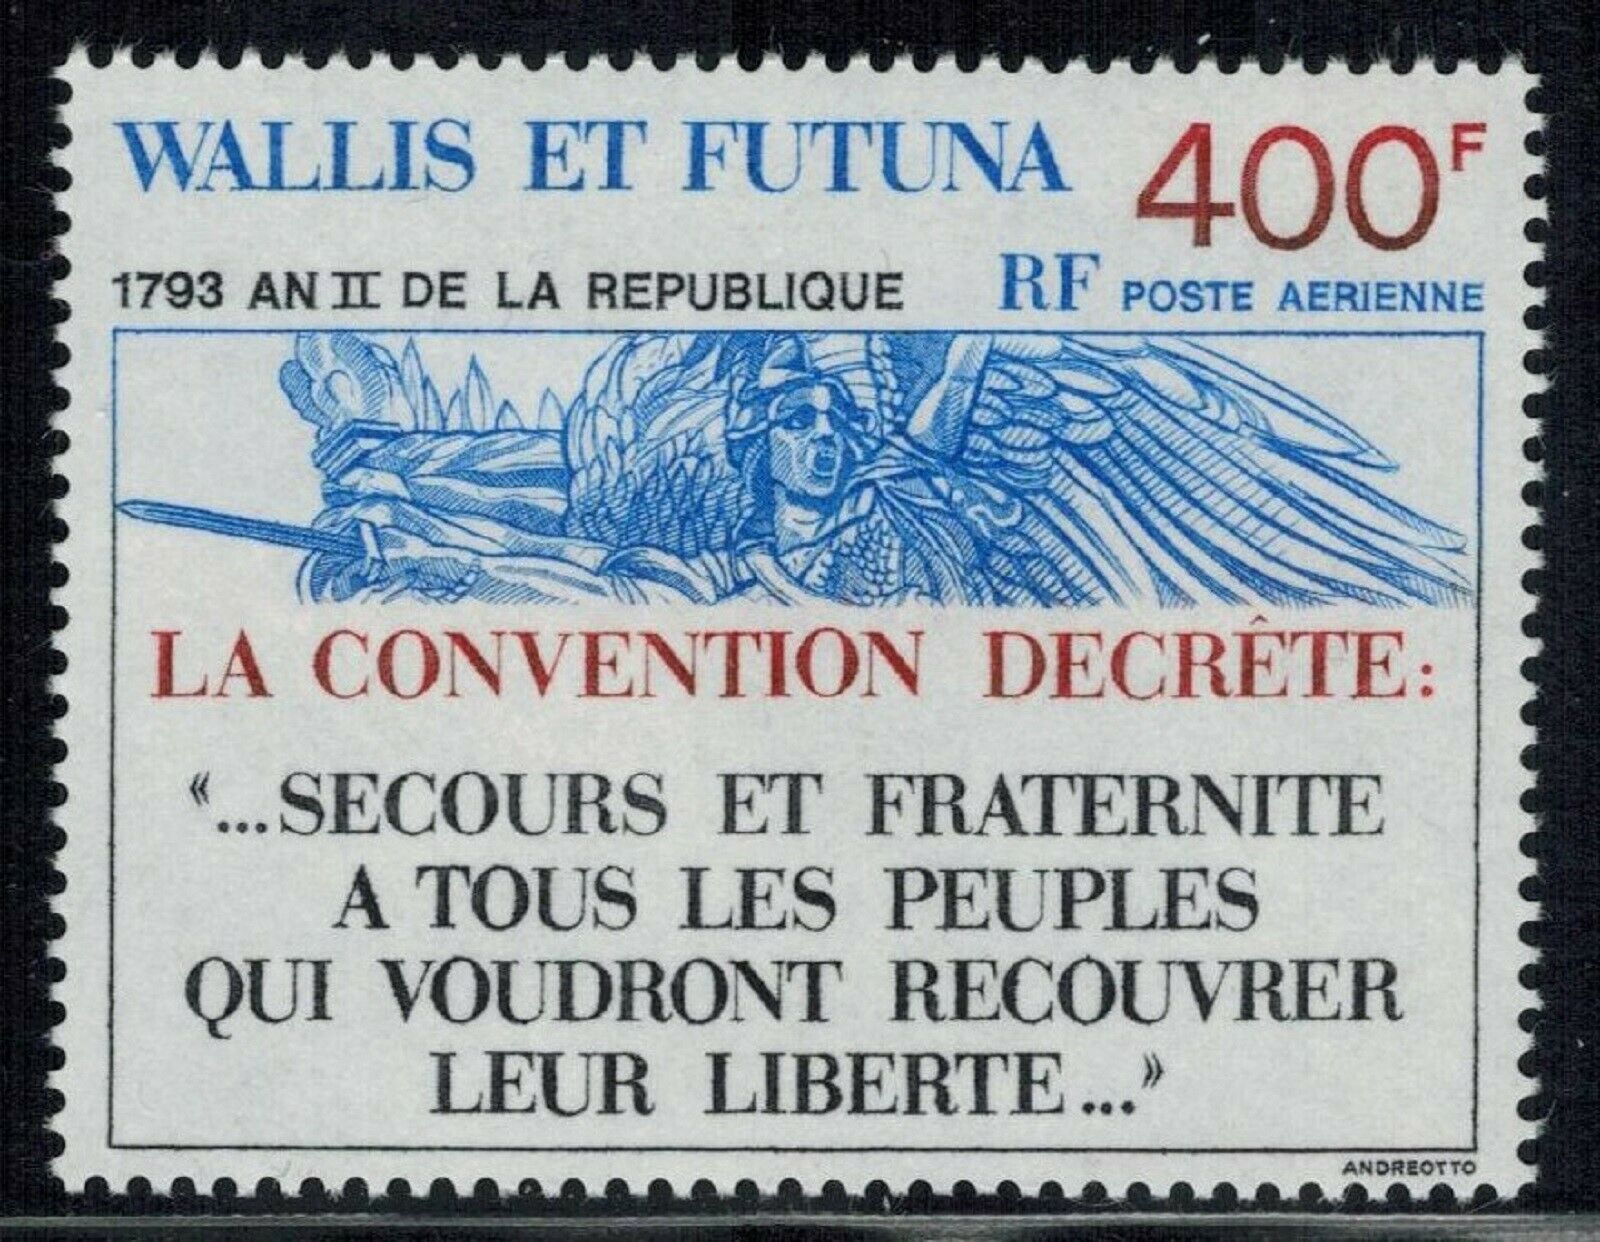 WALLIS ET FUTUNA 400F
1793 AN II DE LA REPUBLIQUE RF POSTE AERIENNE
LA CONVENTION DECRÊTE:
«...SECOURS ET FRATERNITE
A TOUS LES PEUPLES
QUI VOUDRONT RECOUVRER
LEUR LIBERTE...»
ANDREOTTO